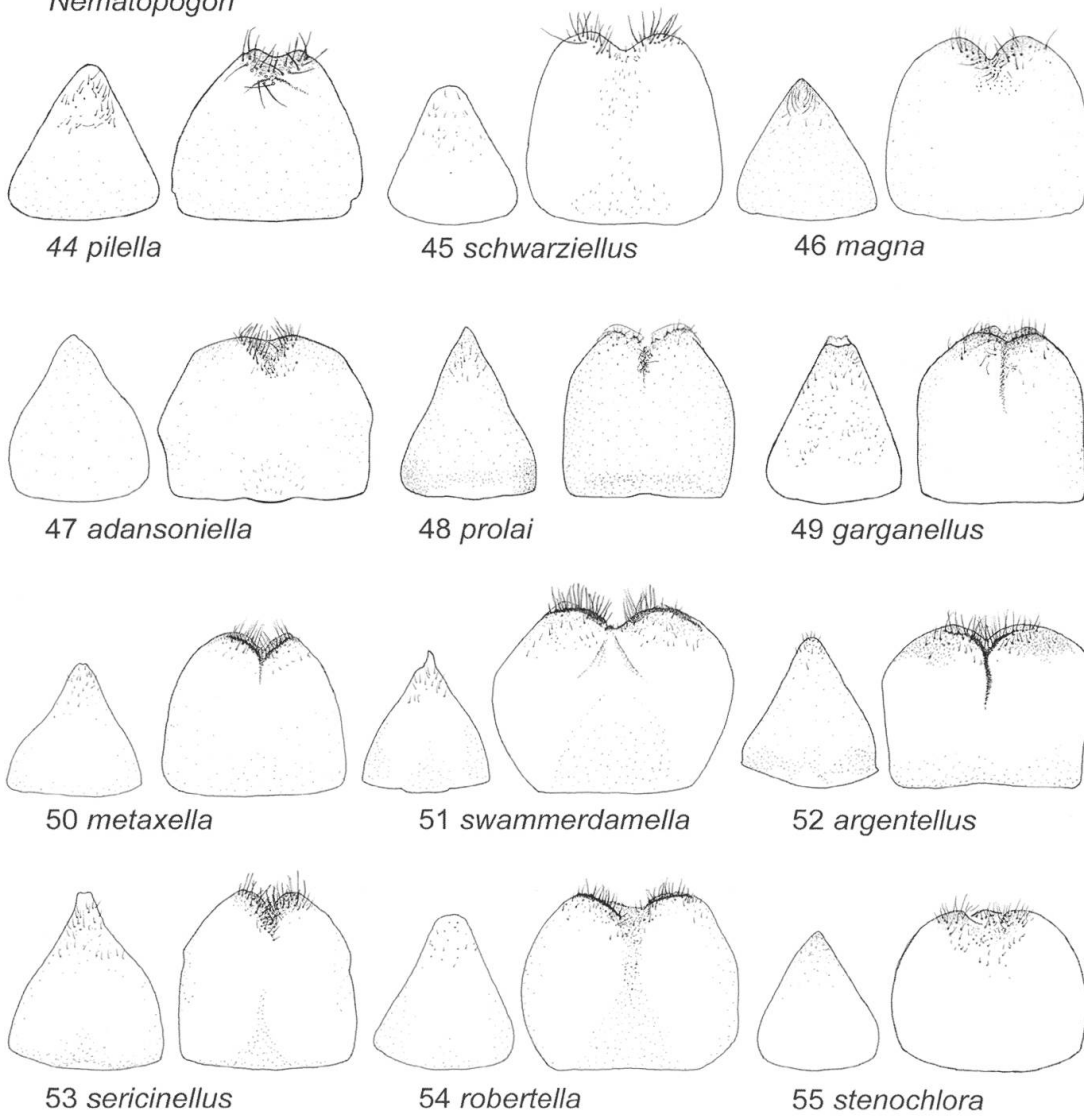 Nematopogon
44 pilella 45 schwarziellus 46 magna
47 adansoniella 48 prolai 49 garganellus
50 metaxella 51 swammerdamella 52 argentellus
53 sericinellus 54 robertella 55 stenochlora